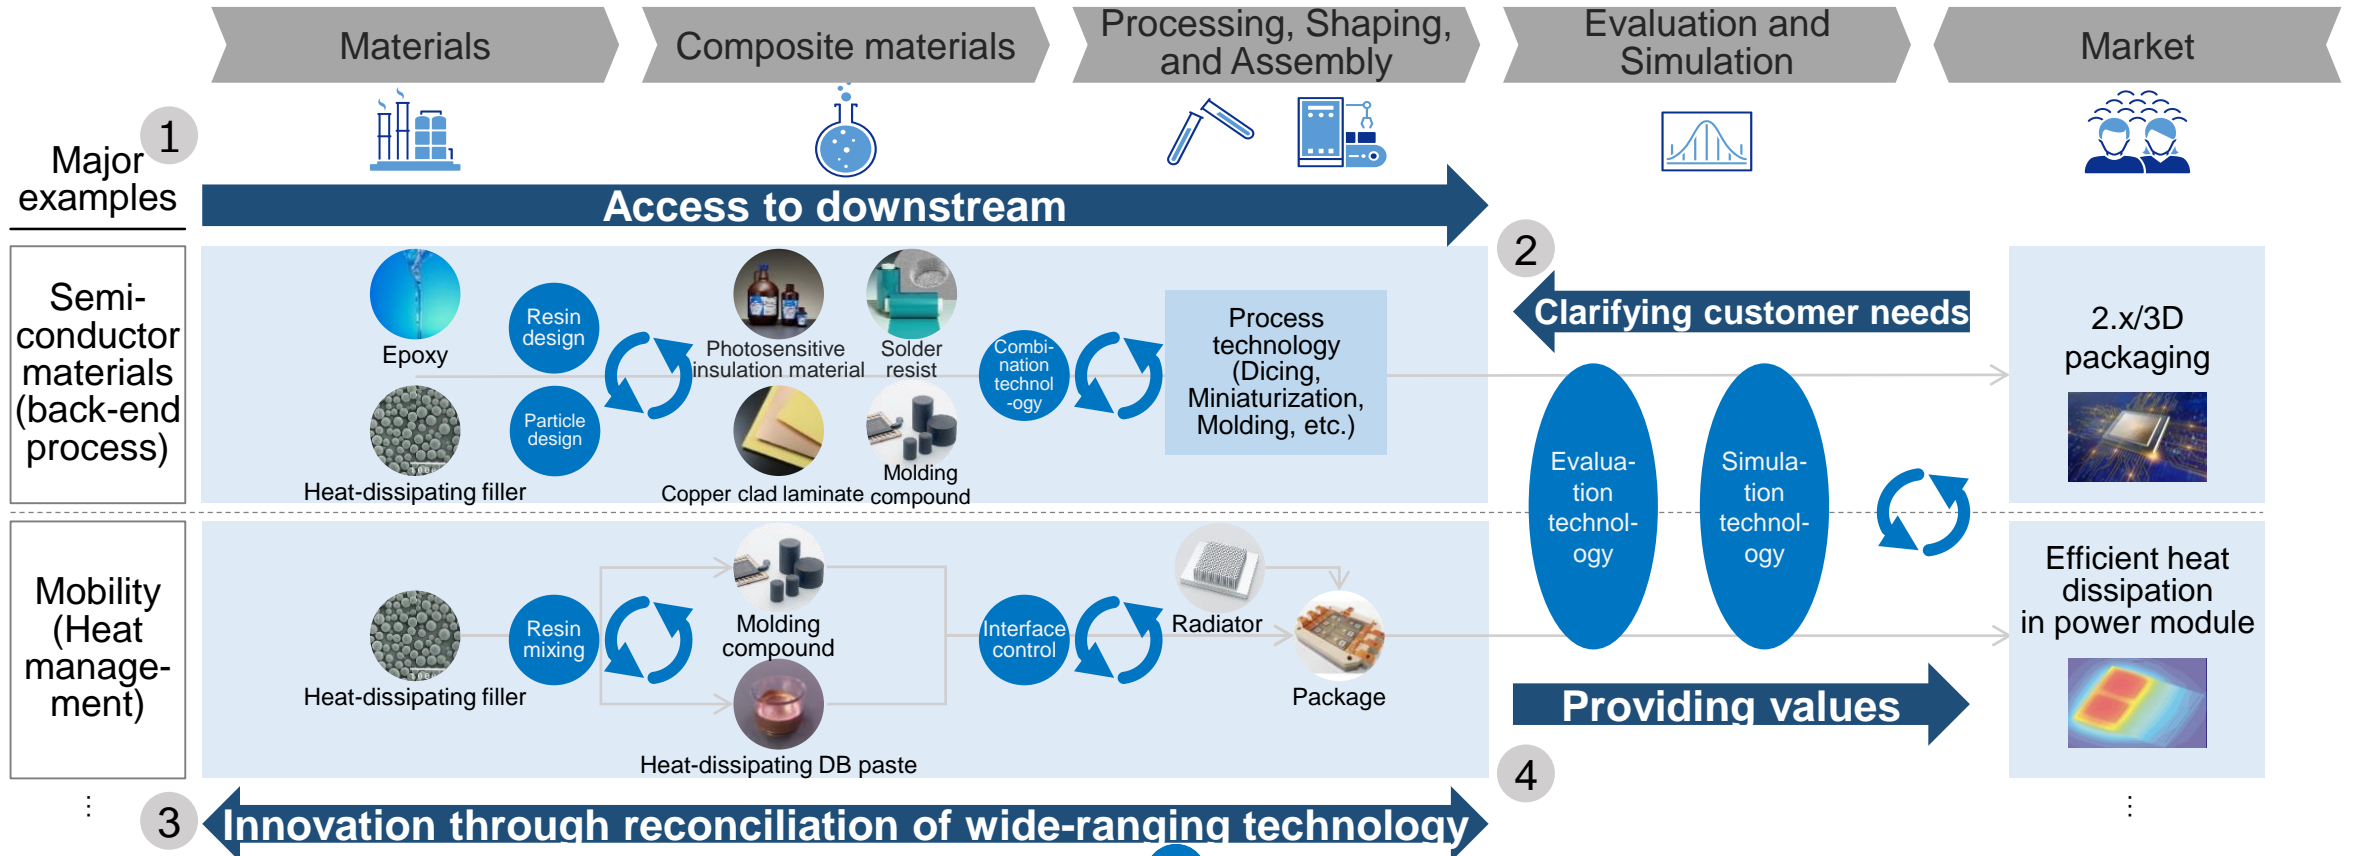 Materials
Composite materials
Processing, Shaping,
and Assembly
Evaluation and
Simulation
Market
1
Major
examples
Access to downstream
2
Clarifying customer needs
Semi-
conductor
materials
(back-end
process)
Epoxy
Heat-dissipating filler
Resin
design
Particle
design
Photosensitive
insulation material
Solder
resist
Copper clad laminate
Molding
compound
Combi-
nation
technol
-ogy
Process
technology
(Dicing,
Miniaturization,
Molding, etc.)
Evalua-
tion
technol-
ogy
Simula-
tion
technol-
ogy
2.x/3D
packaging
Mobility
(Heat
manage-
ment)
Heat-dissipating filler
Resin
mixing
Molding
compound
Heat-dissipating DB paste
Interface
control
Radiator
Package
Efficient heat
dissipation
in power module
Providing values
4
⋮
⋮
3
Innovation through reconciliation of wide-ranging technology